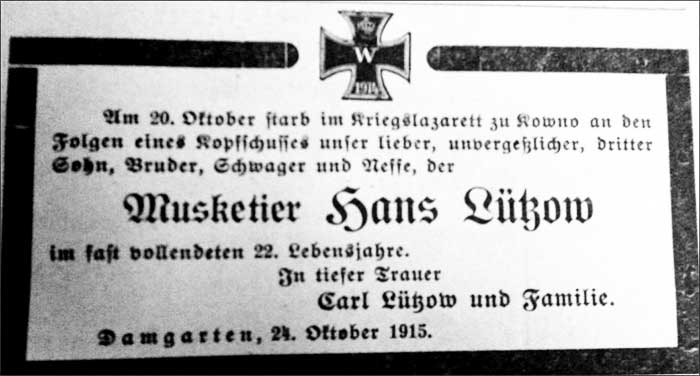 W
1914
Am 20. Oktober starb im Kriegslazarett zu Kowno an den
Folgen eines Kopfschusses unser lieber, unvergeßlicher, dritter
Sohn, Bruder, Schwager und Neffe, der
Musketier Hans Lützow
im fast vollendeten 22. Lebensjahre.
In tiefer Trauer
Carl Lützow und Familie.
Damgarten, 24. Oktober 1915.